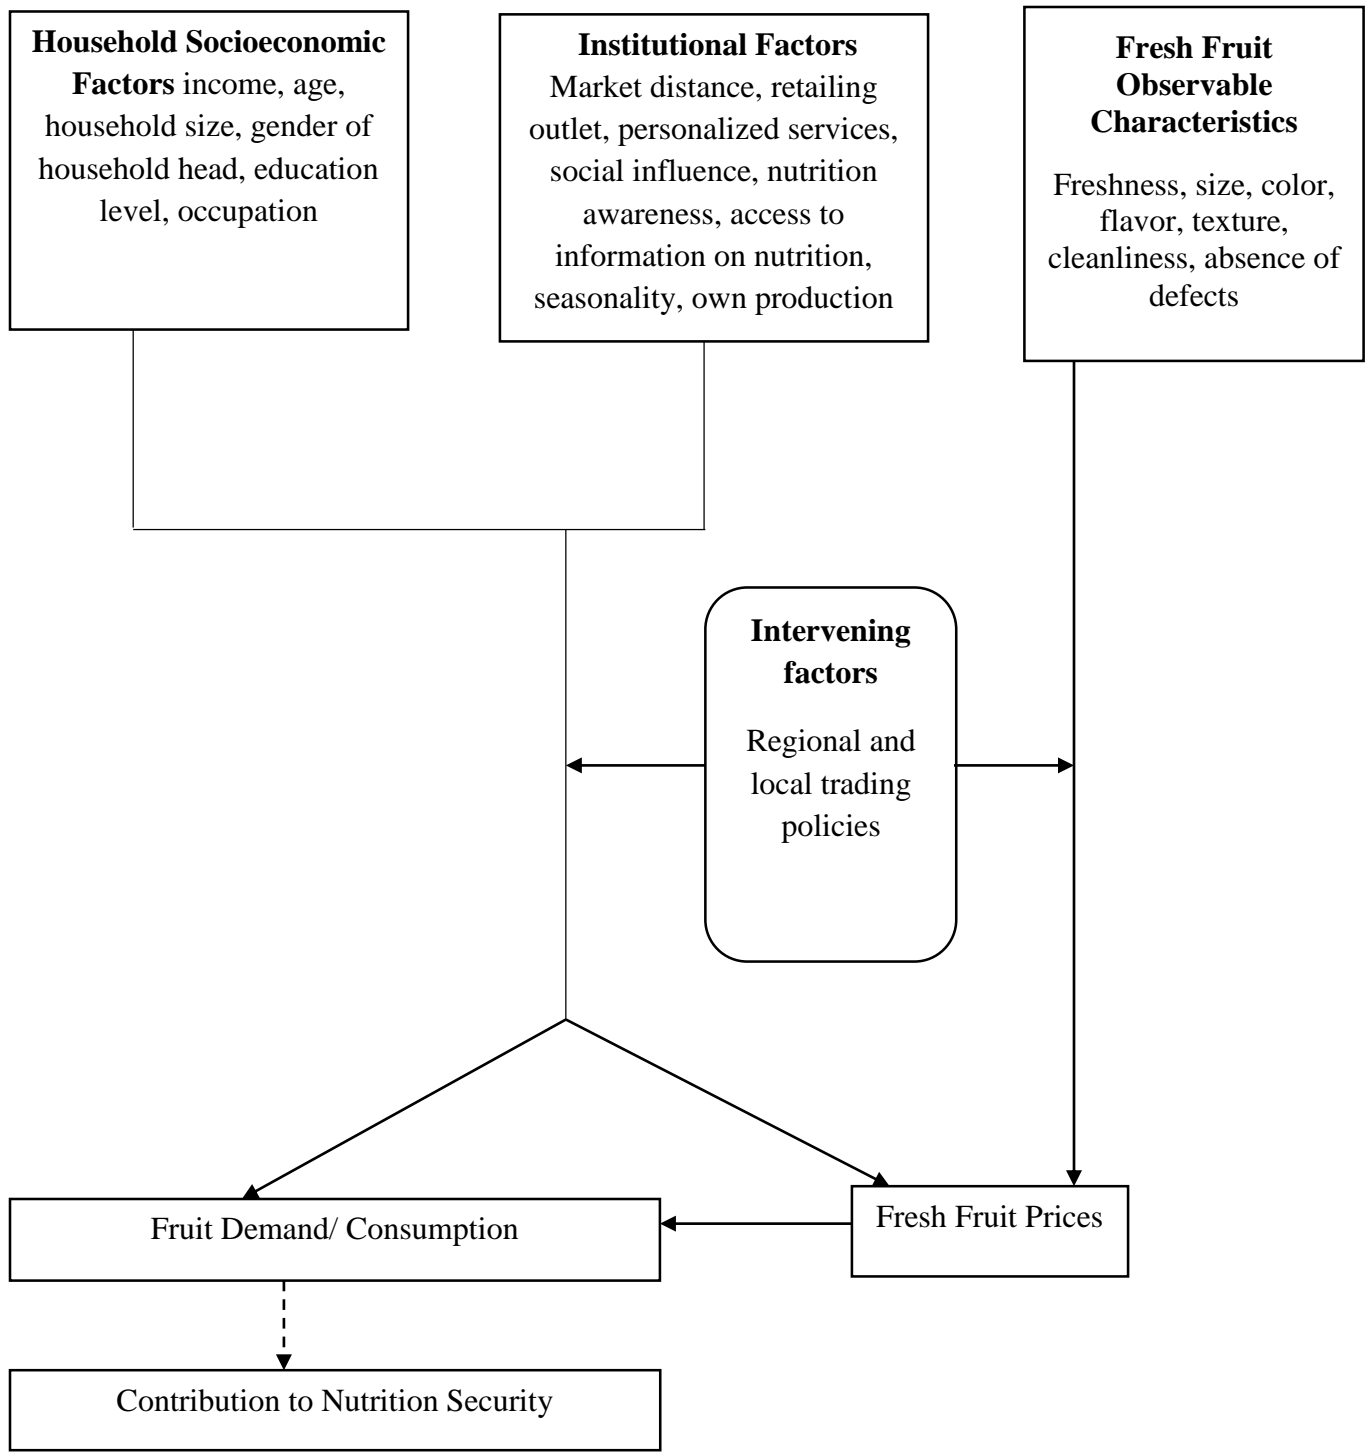 Household Socioeconomic
Factors income, age,
household size, gender of
household head, education
level, occupation
Institutional Factors
Market distance, retailing
outlet, personalized services,
social influence, nutrition
awareness, access to
information on nutrition,
seasonality, own production
Fresh Fruit
Observable
Characteristics
Freshness, size, color,
flavor, texture,
cleanliness, absence of
defects
Intervening
factors
Regional and
local trading
policies
Fruit Demand/ Consumption
Fresh Fruit Prices
Contribution to Nutrition Security